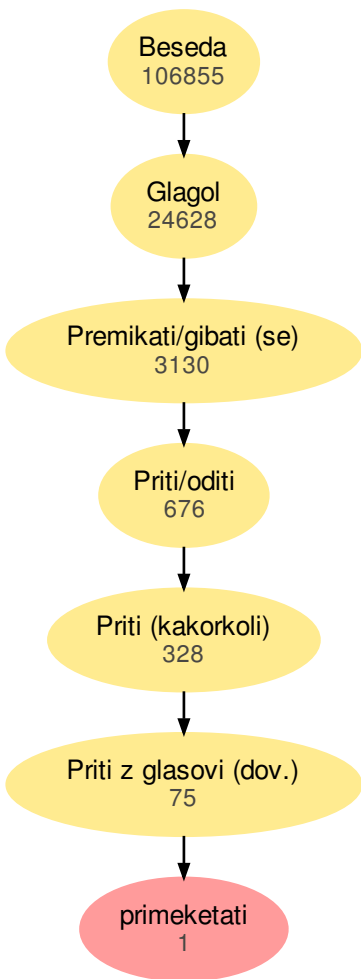 Beseda
106855
Glagol
24628
Premikati/gibati (se)
3130
Priti/oditi
676
Priti (kakorkoli)
328
Priti z glasovi (dov.)
75
primeketati
1